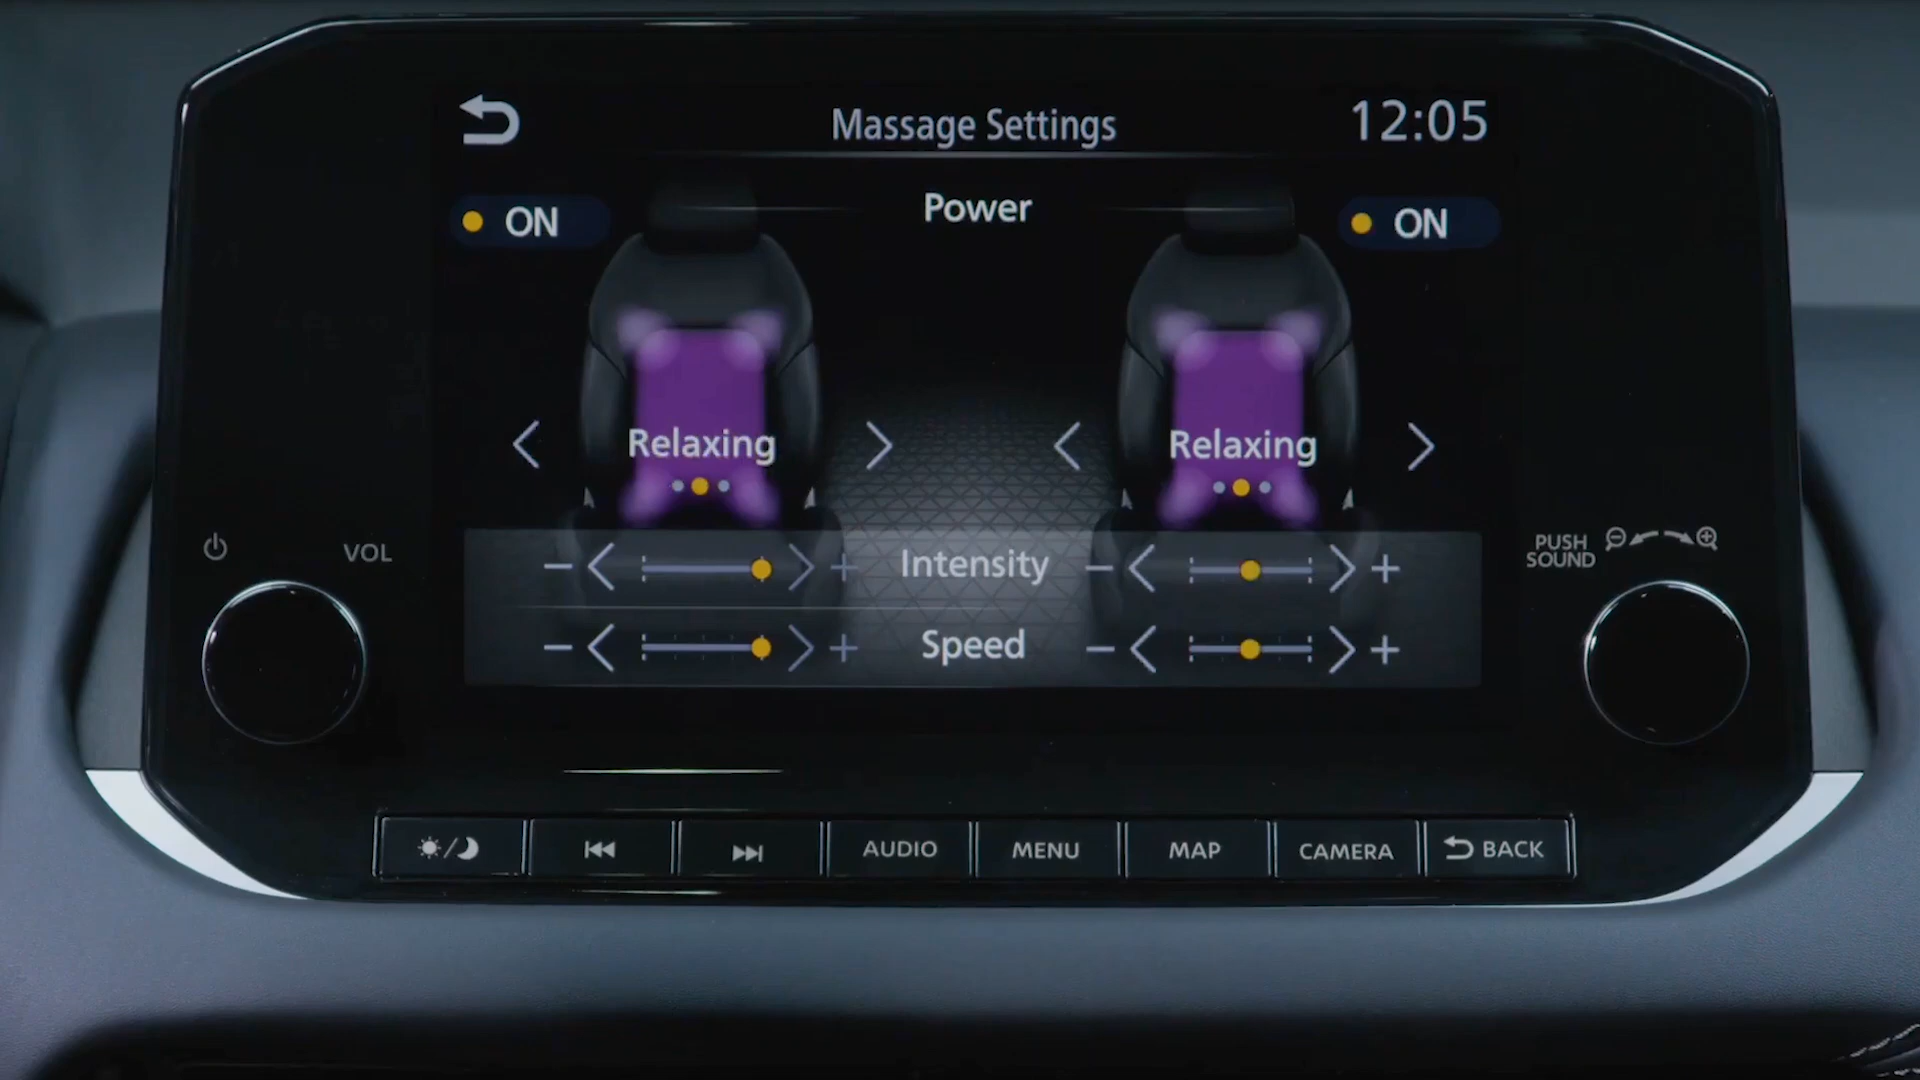 Massage Settings 12:05
Power
ON
ON
Relaxing
Relaxing
− + Intensity − +
− + Speed − +
VOL
PUSH
SOUND
AUDIO
MENU
MAP
CAMERA
BACK